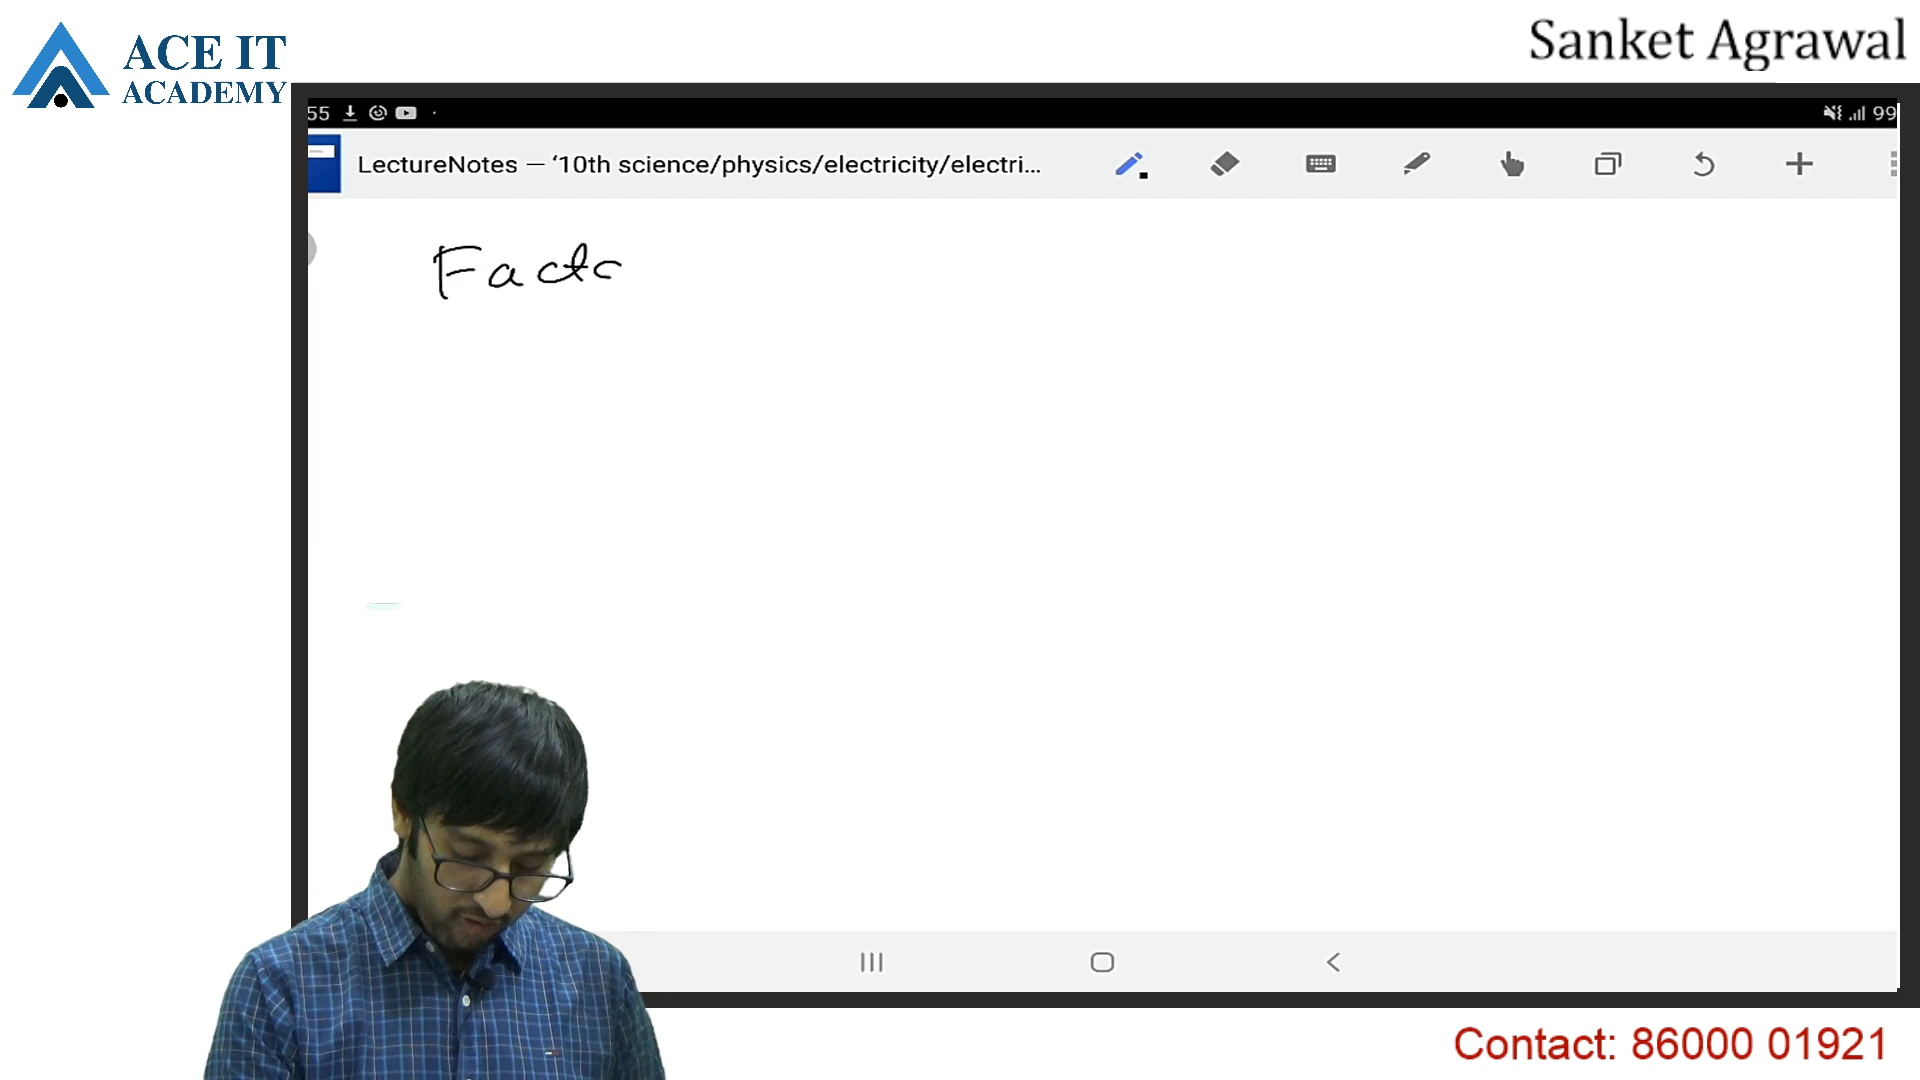 ACE IT
ACADEMY
Sanket Agrawal
55
99
LectureNotes — ‘10th science/physics/electricity/electri...
Facto
Contact: 86000 01921